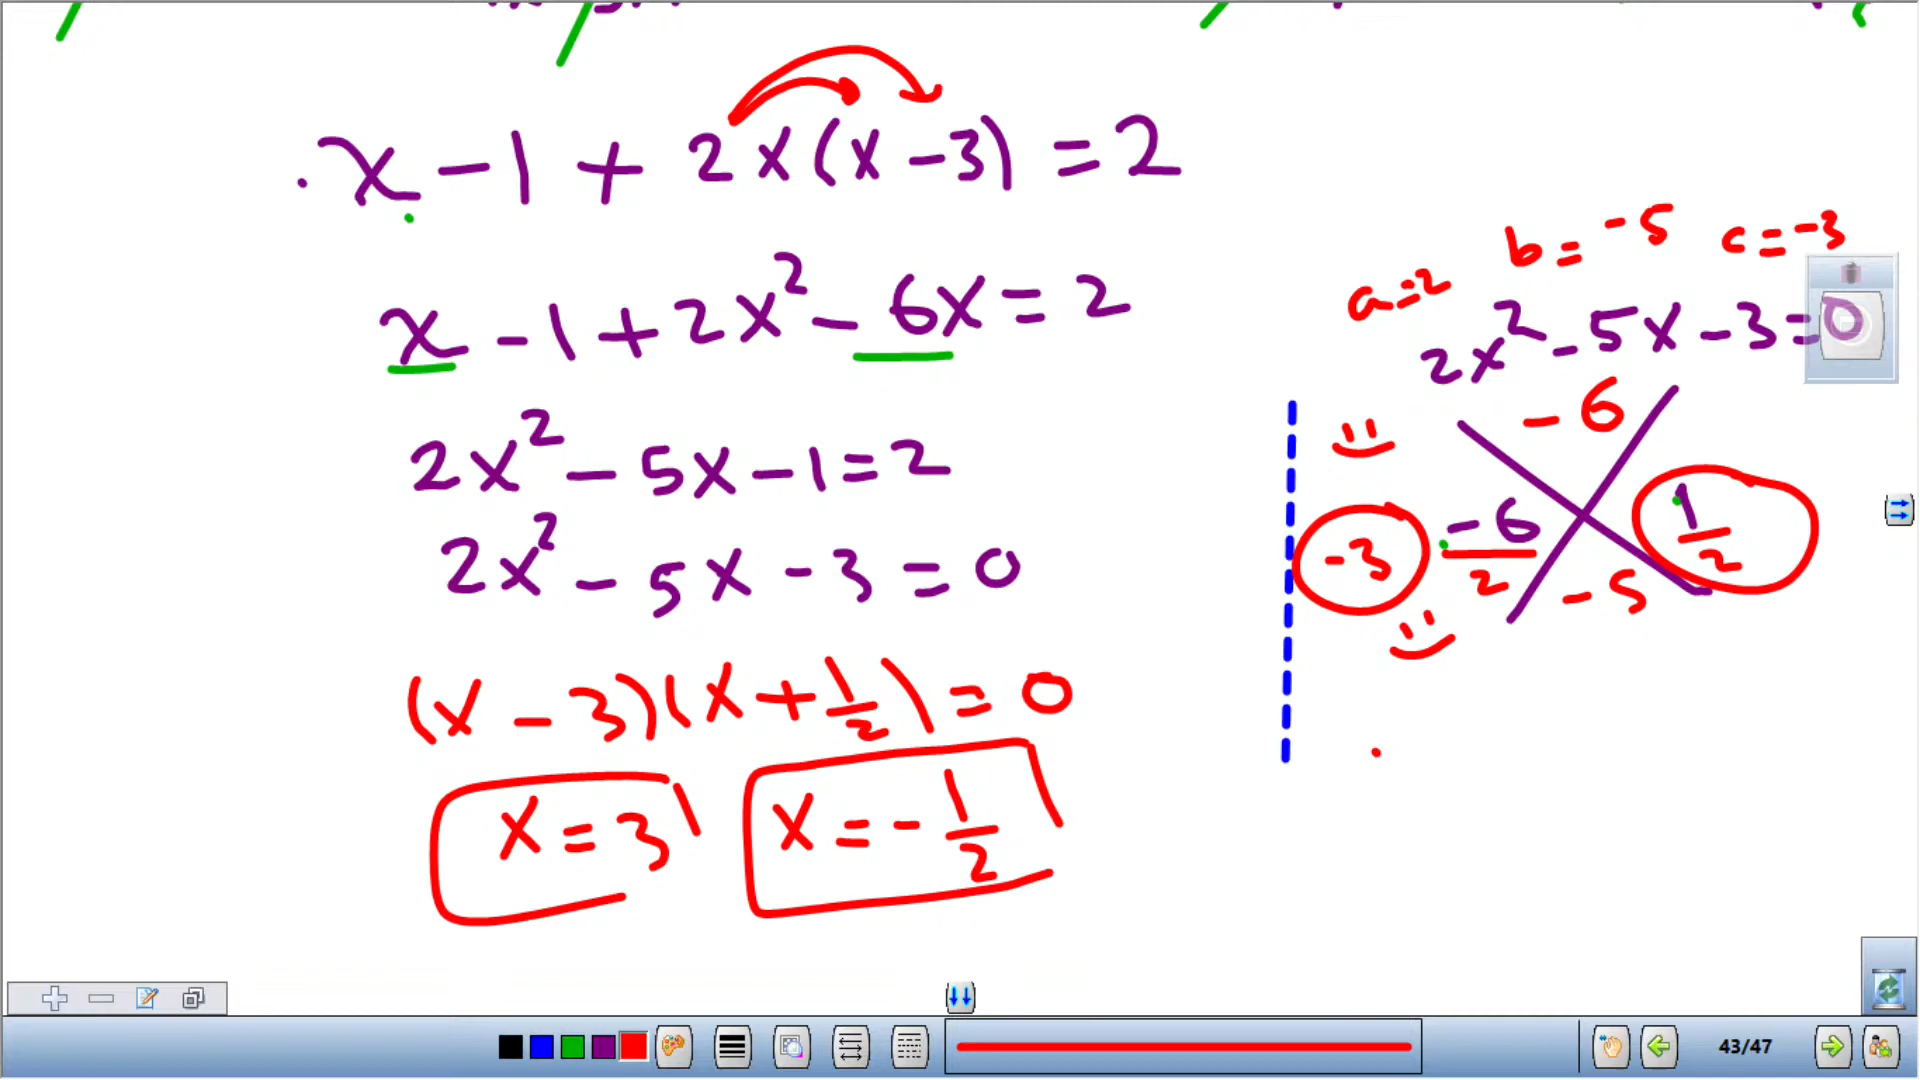 x - 1 + 2x(x - 3) = 2
x - 1 + 2x² - 6x = 2
2x² - 5x - 1 = 2
2x² - 5x - 3 = 0
(x - 3)(x + 1/2) = 0
x = 3
x = - 1/2
a = 2 b = -5 c = -3
2x² - 5x - 3 = 0
- 6
-3 -6/2 1/2
- 5
43/47